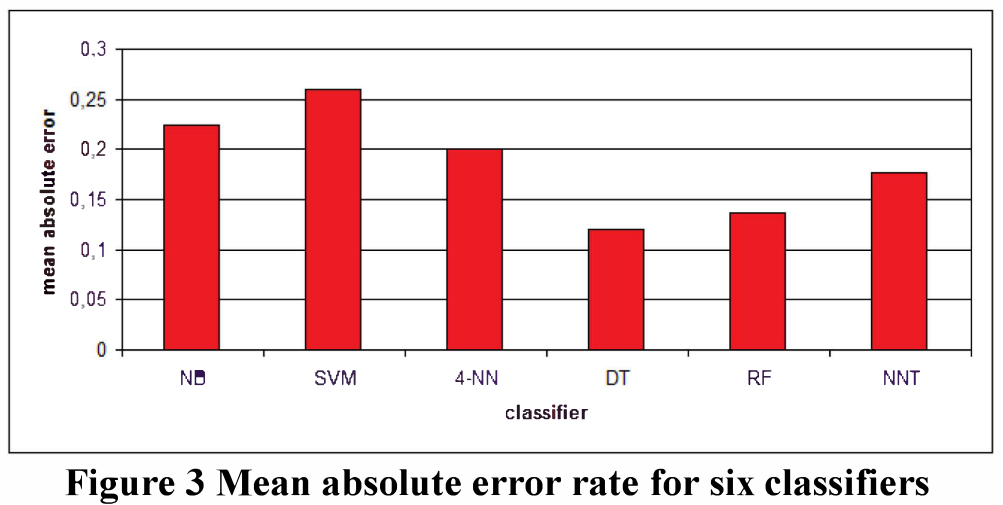 0,3
0,25
0,2
0,15
0,1
0,05
0
mean absolute error
NB SVM 4-NN DT RF NNT
classifier
Figure 3 Mean absolute error rate for six classifiers